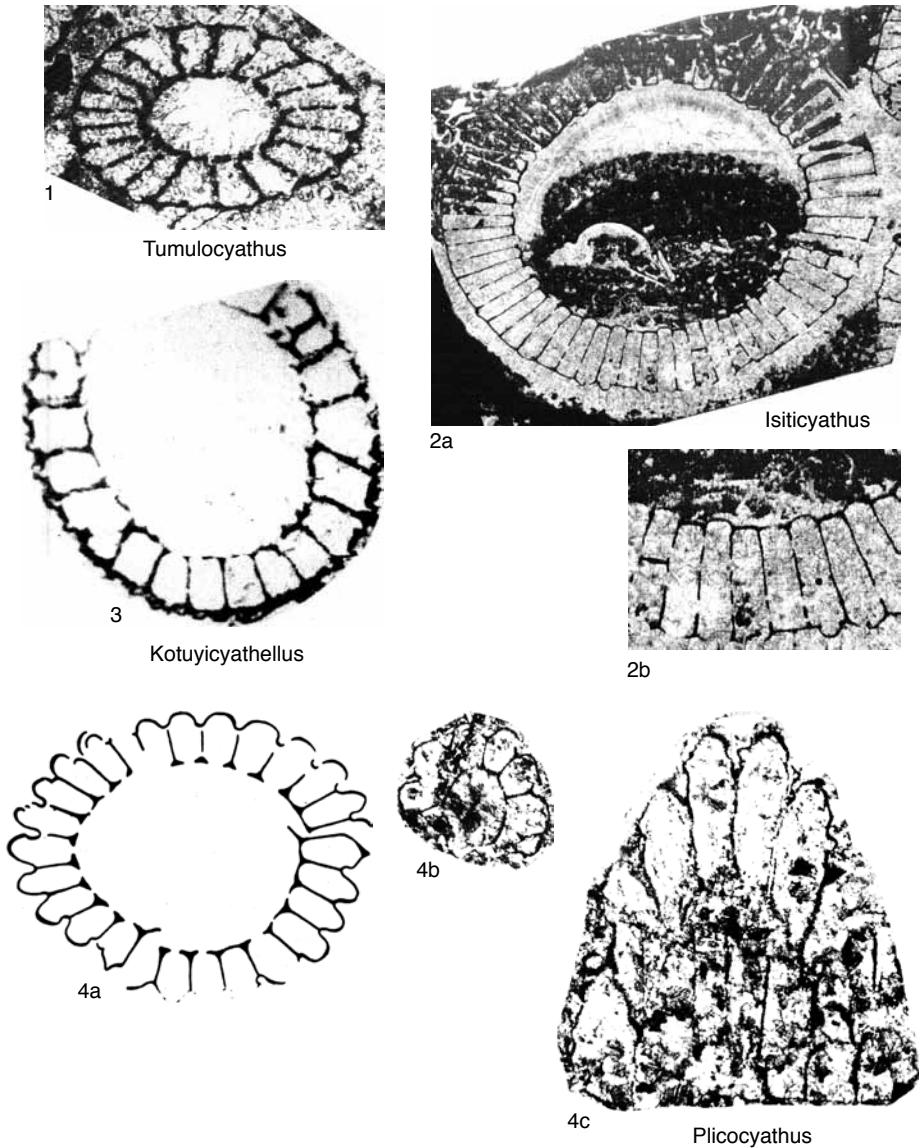 1
Tumulocyathus
2a
Isiticyathus
3
Kotuyicyathellus
2b
4a
4b
4c
Plicocyathus